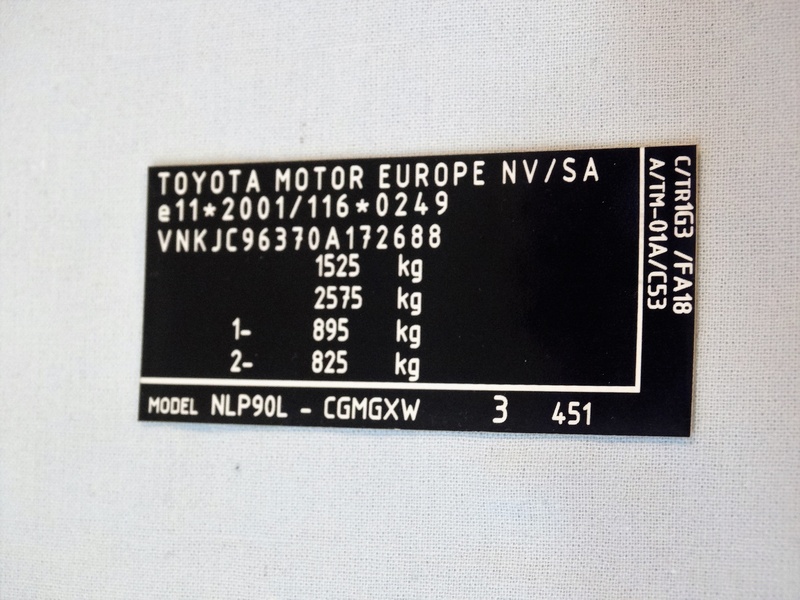 TOYOTA MOTOR EUROPE NV/SA
e11*2001/116*0249
VNKJC96370A172688
1525 kg
2575 kg
1- 895 kg
2- 825 kg
MODEL NLP90L - CGMGXW 3 451
C/TR1G3 /FA18
A/TM-01A/C53